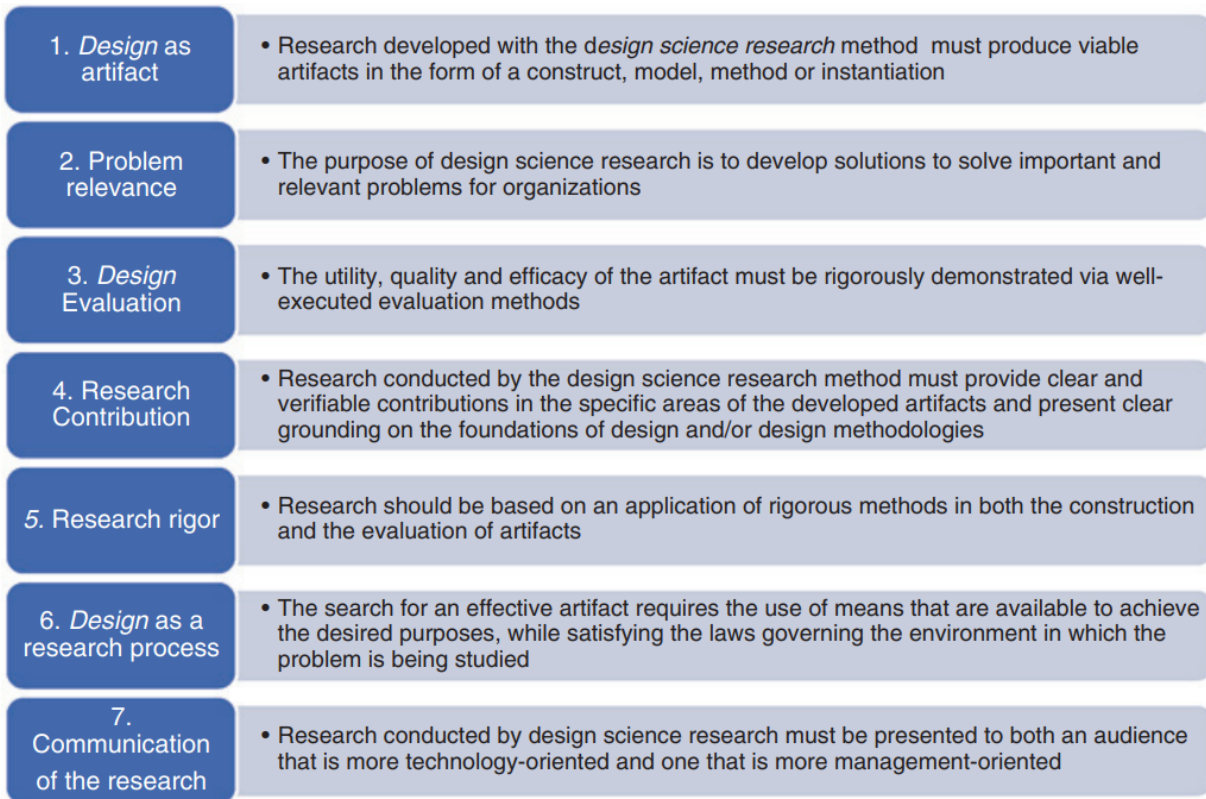 1. Design as
artifact
• Research developed with the design science research method must produce viable
artifacts in the form of a construct, model, method or instantiation
2. Problem
relevance
• The purpose of design science research is to develop solutions to solve important and
relevant problems for organizations
3. Design
Evaluation
• The utility, quality and efficacy of the artifact must be rigorously demonstrated via well-
executed evaluation methods
4. Research
Contribution
• Research conducted by the design science research method must provide clear and
verifiable contributions in the specific areas of the developed artifacts and present clear
grounding on the foundations of design and/or design methodologies
5. Research rigor
• Research should be based on an application of rigorous methods in both the construction
and the evaluation of artifacts
6. Design as a
research process
• The search for an effective artifact requires the use of means that are available to achieve
the desired purposes, while satisfying the laws governing the environment in which the
problem is being studied
7.
Communication
of the research
• Research conducted by design science research must be presented to both an audience
that is more technology-oriented and one that is more management-oriented